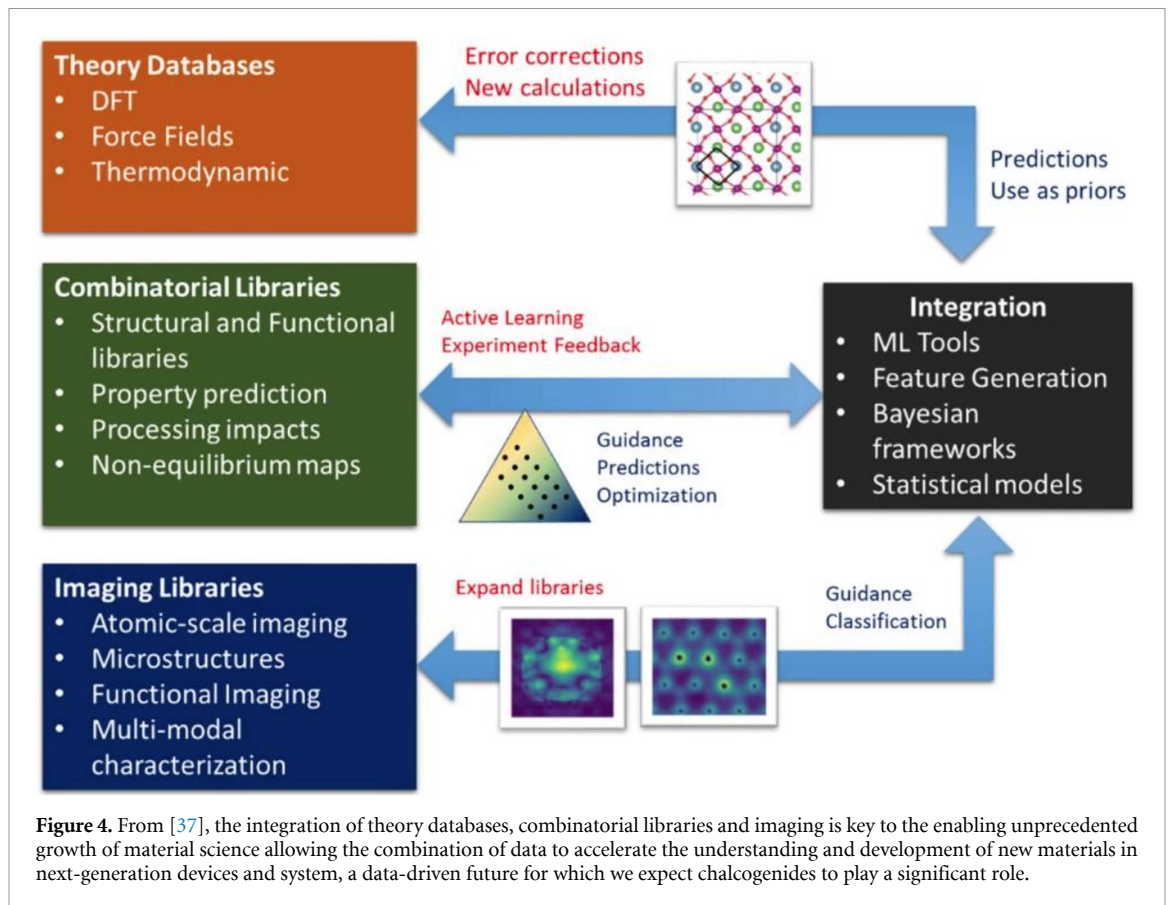 Theory Databases
• DFT
• Force Fields
• Thermodynamic
Error corrections
New calculations
Predictions
Use as priors
Combinatorial Libraries
• Structural and Functional
libraries
• Property prediction
• Processing impacts
• Non-equilibrium maps
Active Learning
Experiment Feedback
Guidance
Predictions
Optimization
Integration
• ML Tools
• Feature Generation
• Bayesian
frameworks
• Statistical models
Imaging Libraries
• Atomic-scale imaging
• Microstructures
• Functional Imaging
• Multi-modal
characterization
Expand libraries
Guidance
Classification
Figure 4. From [37], the integration of theory databases, combinatorial libraries and imaging is key to the enabling unprecedented
growth of material science allowing the combination of data to accelerate the understanding and development of new materials in
next-generation devices and system, a data-driven future for which we expect chalcogenides to play a significant role.